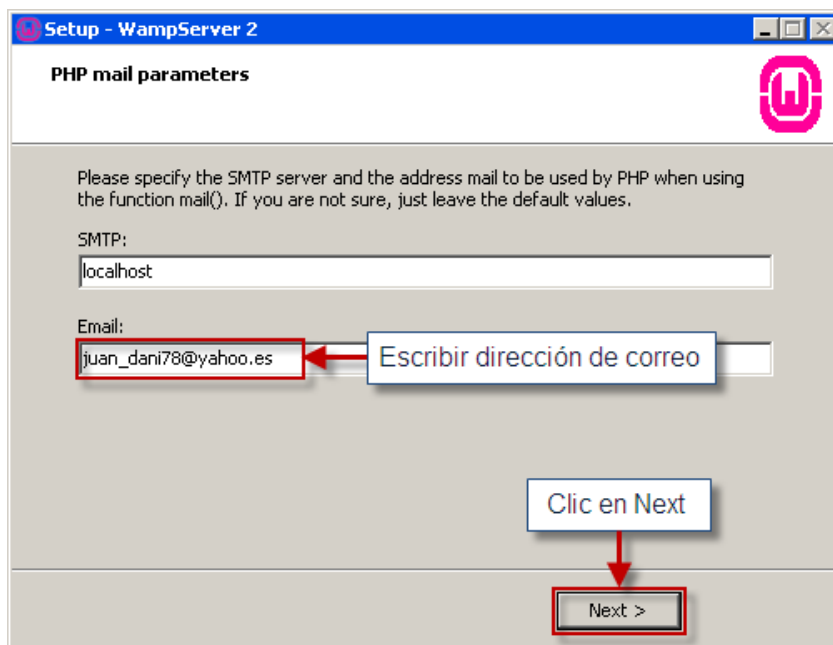 Setup - WampServer 2
PHP mail parameters
Please specify the SMTP server and the address mail to be used by PHP when using
the function mail(). If you are not sure, just leave the default values.
SMTP:
localhost
Email:
juan_dani78@yahoo.es
Escribir dirección de correo
Clic en Next
Next >